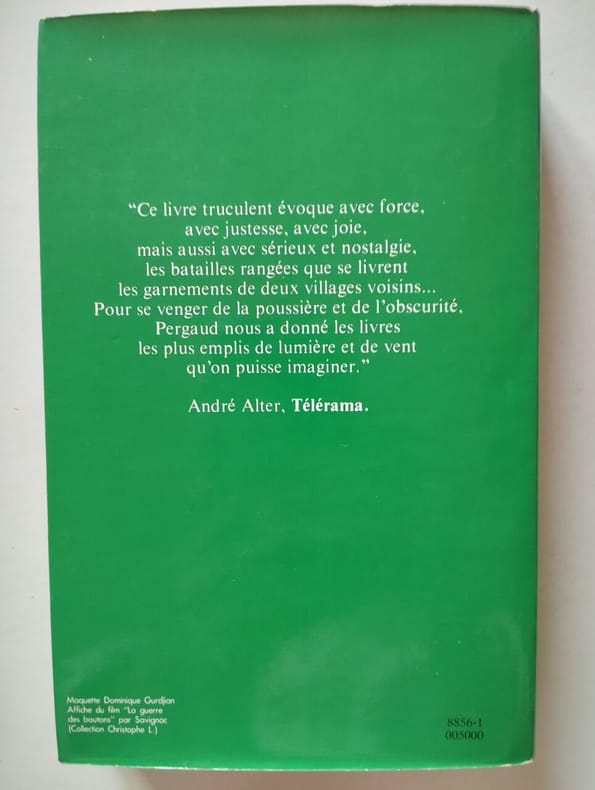 “Ce livre truculent évoque avec force,
avec justesse, avec joie,
mais aussi avec sérieux et nostalgie,
les batailles rangées que se livrent
les garnements de deux villages voisins...
Pour se venger de la poussière et de l'obscurité,
Pergaud nous a donné les livres
les plus emplis de lumière et de vent
qu'on puisse imaginer.”
André Alter, Télérama.
Maquette Dominique Gurdjian
Affiche du film "La guerre
des boutons" par Savignac
(Collection Christophe L.)
8856-1
005000